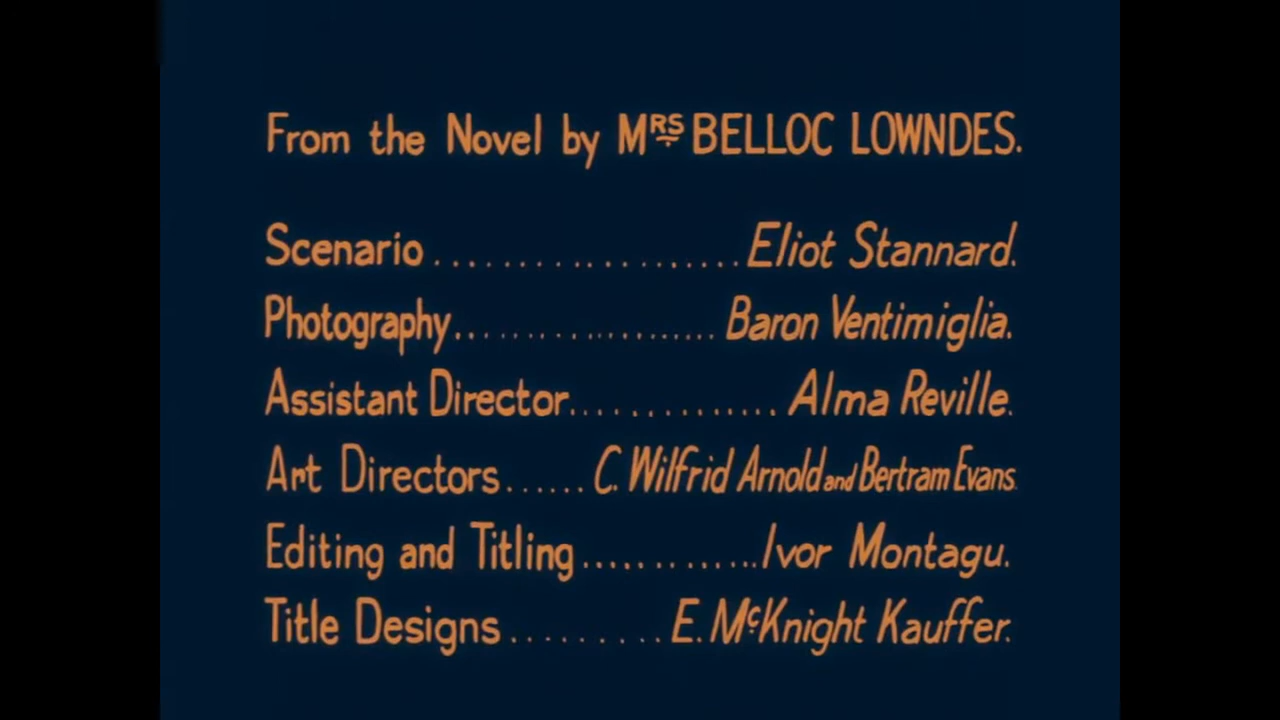 From the Novel by Mrs BELLOC LOWNDES.
Scenario ................... Eliot Stannard.
Photography .................. Baron Ventimiglia.
Assistant Director .............. Alma Reville.
Art Directors ...... C. Wilfrid Arnold and Bertram Evans.
Editing and Titling ............. Ivor Montagu.
Title Designs ......... E. McKnight Kauffer.